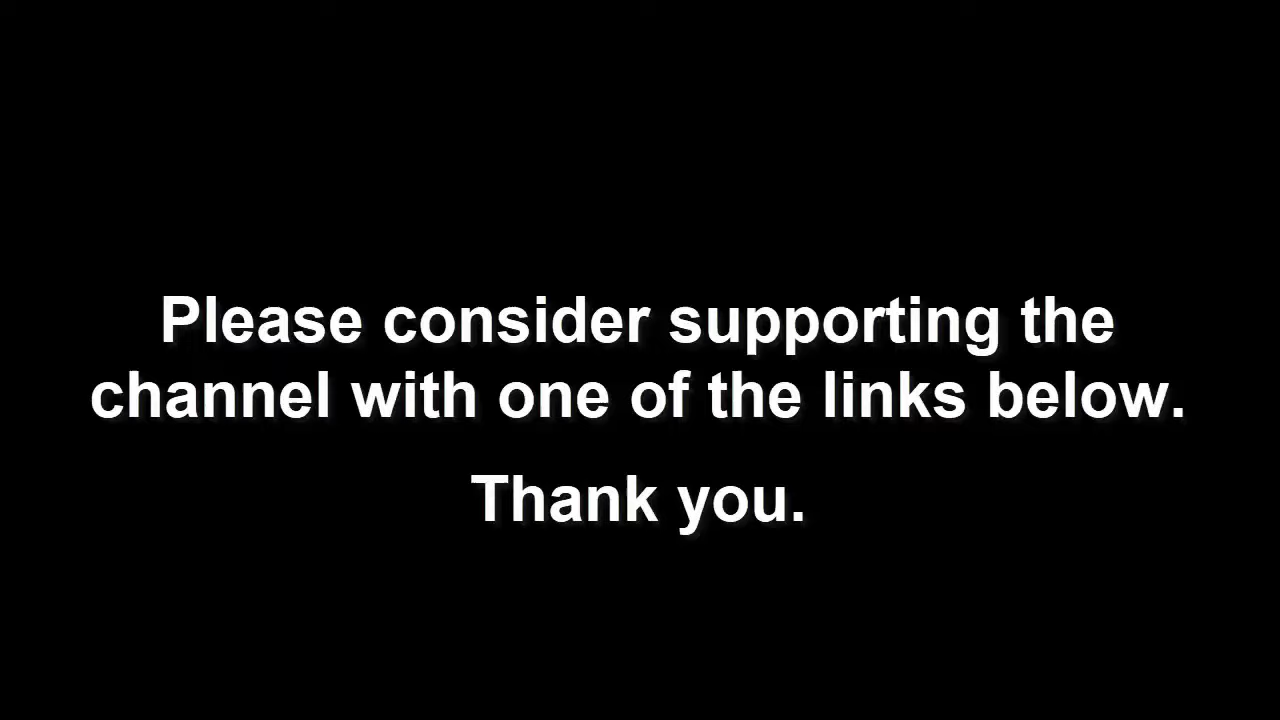 Please consider supporting the
channel with one of the links below.
Thank you.